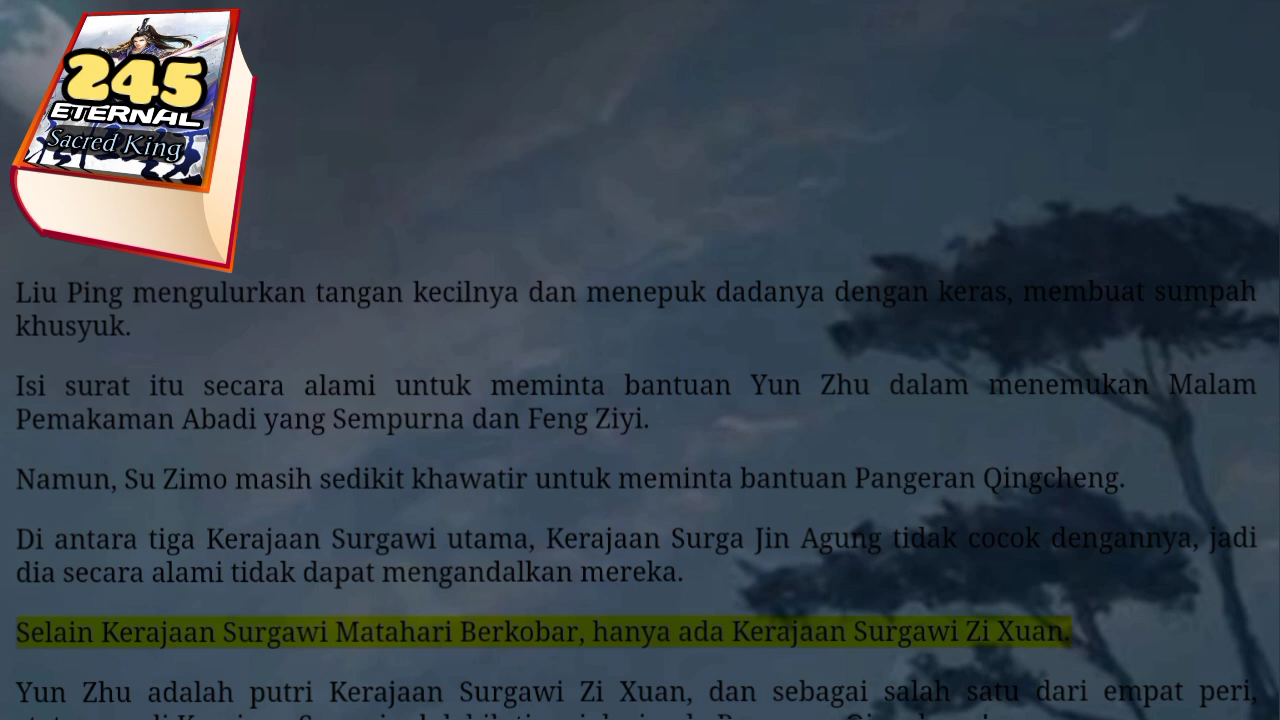 245
ETERNAL
Sacred King
Liu Ping mengulurkan tangan kecilnya dan menepuk dadanya dengan keras, membuat sumpah
khusyuk.
Isi surat itu secara alami untuk meminta bantuan Yun Zhu dalam menemukan Malam
Pemakaman Abadi yang Sempurna dan Feng Ziyi.
Namun, Su Zimo masih sedikit khawatir untuk meminta bantuan Pangeran Qingcheng.
Di antara tiga Kerajaan Surgawi utama, Kerajaan Surga Jin Agung tidak cocok dengannya, jadi
dia secara alami tidak dapat mengandalkan mereka.
Selain Kerajaan Surgawi Matahari Berkobar, hanya ada Kerajaan Surgawi Zi Xuan.
Yun Zhu adalah putri Kerajaan Surgawi Zi Xuan, dan sebagai salah satu dari empat peri,